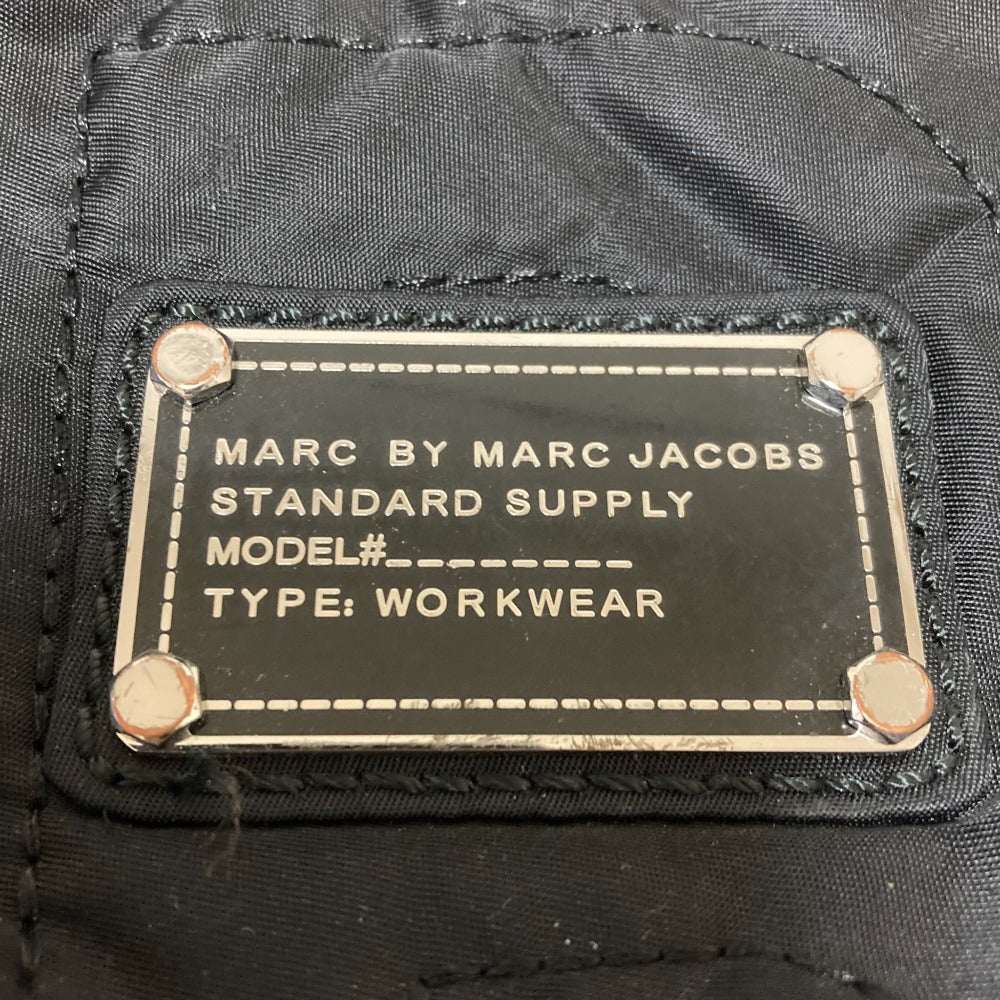 MARC BY MARC JACOBS
STANDARD SUPPLY
MODEL#________
TYPE: WORKWEAR